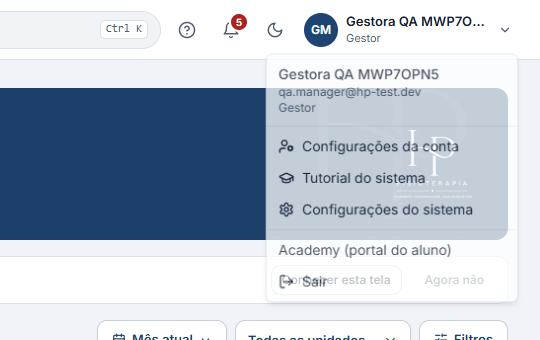 Ctrl K
5
GM
Gestora QA MWP7O...
Gestor
Gestora QA MWP7OPN5
qa.manager@hp-test.dev
Gestor
HP
Configurações da conta
Tutorial do sistema
Configurações do sistema
Academy (portal do aluno)
esta tela
Agora não
Sair
Mês atual
Todas as unidades
Filtros